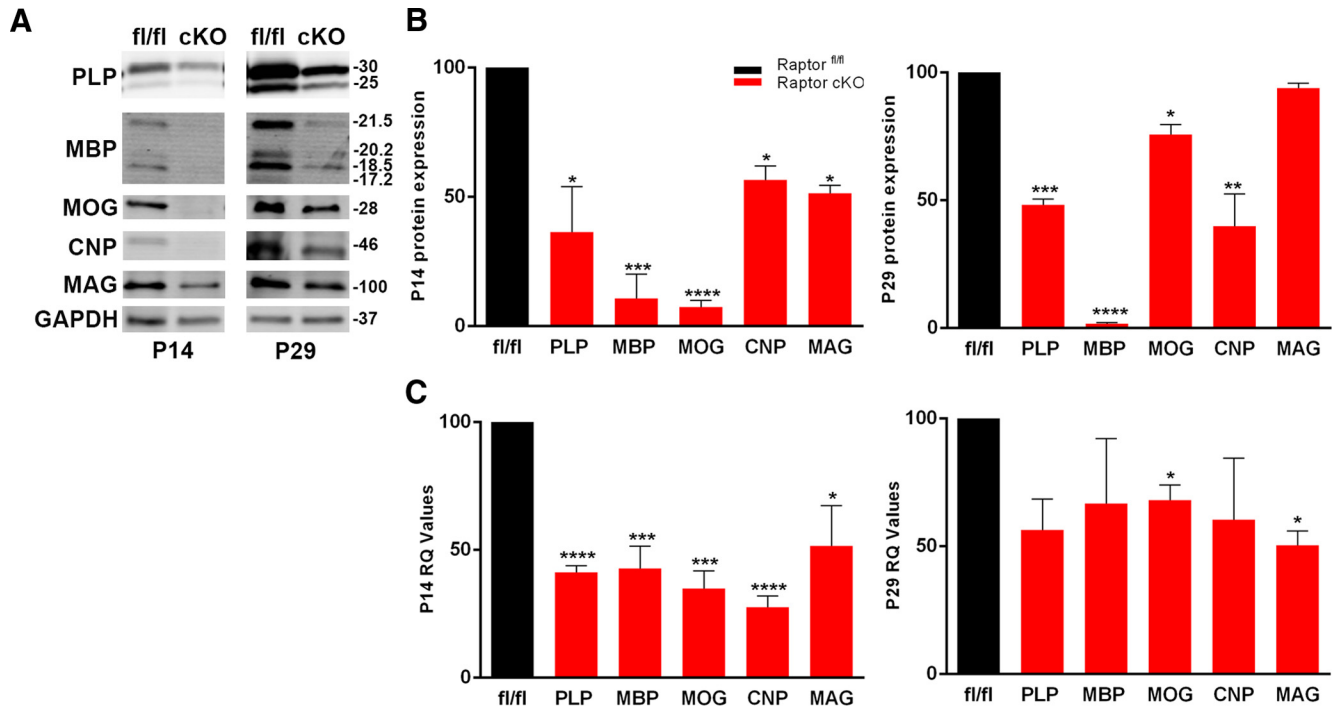 A
fl/fl cKO fl/fl cKO
PLP
-30
-25
MBP
-21.5
-20.2
-18.5
-17.2
MOG
-28
CNP
-46
MAG
-100
GAPDH
-37
P14 P29
B
Raptor fl/fl
Raptor cKO
P14 protein expression
100
50
0
*
***
****
*
*
fl/fl PLP MBP MOG CNP MAG
P29 protein expression
100
50
0
***
****
*
**
fl/fl PLP MBP MOG CNP MAG
C
P14 RQ Values
100
50
0
****
***
***
****
*
fl/fl PLP MBP MOG CNP MAG
P29 RQ Values
100
50
0
*
*
fl/fl PLP MBP MOG CNP MAG